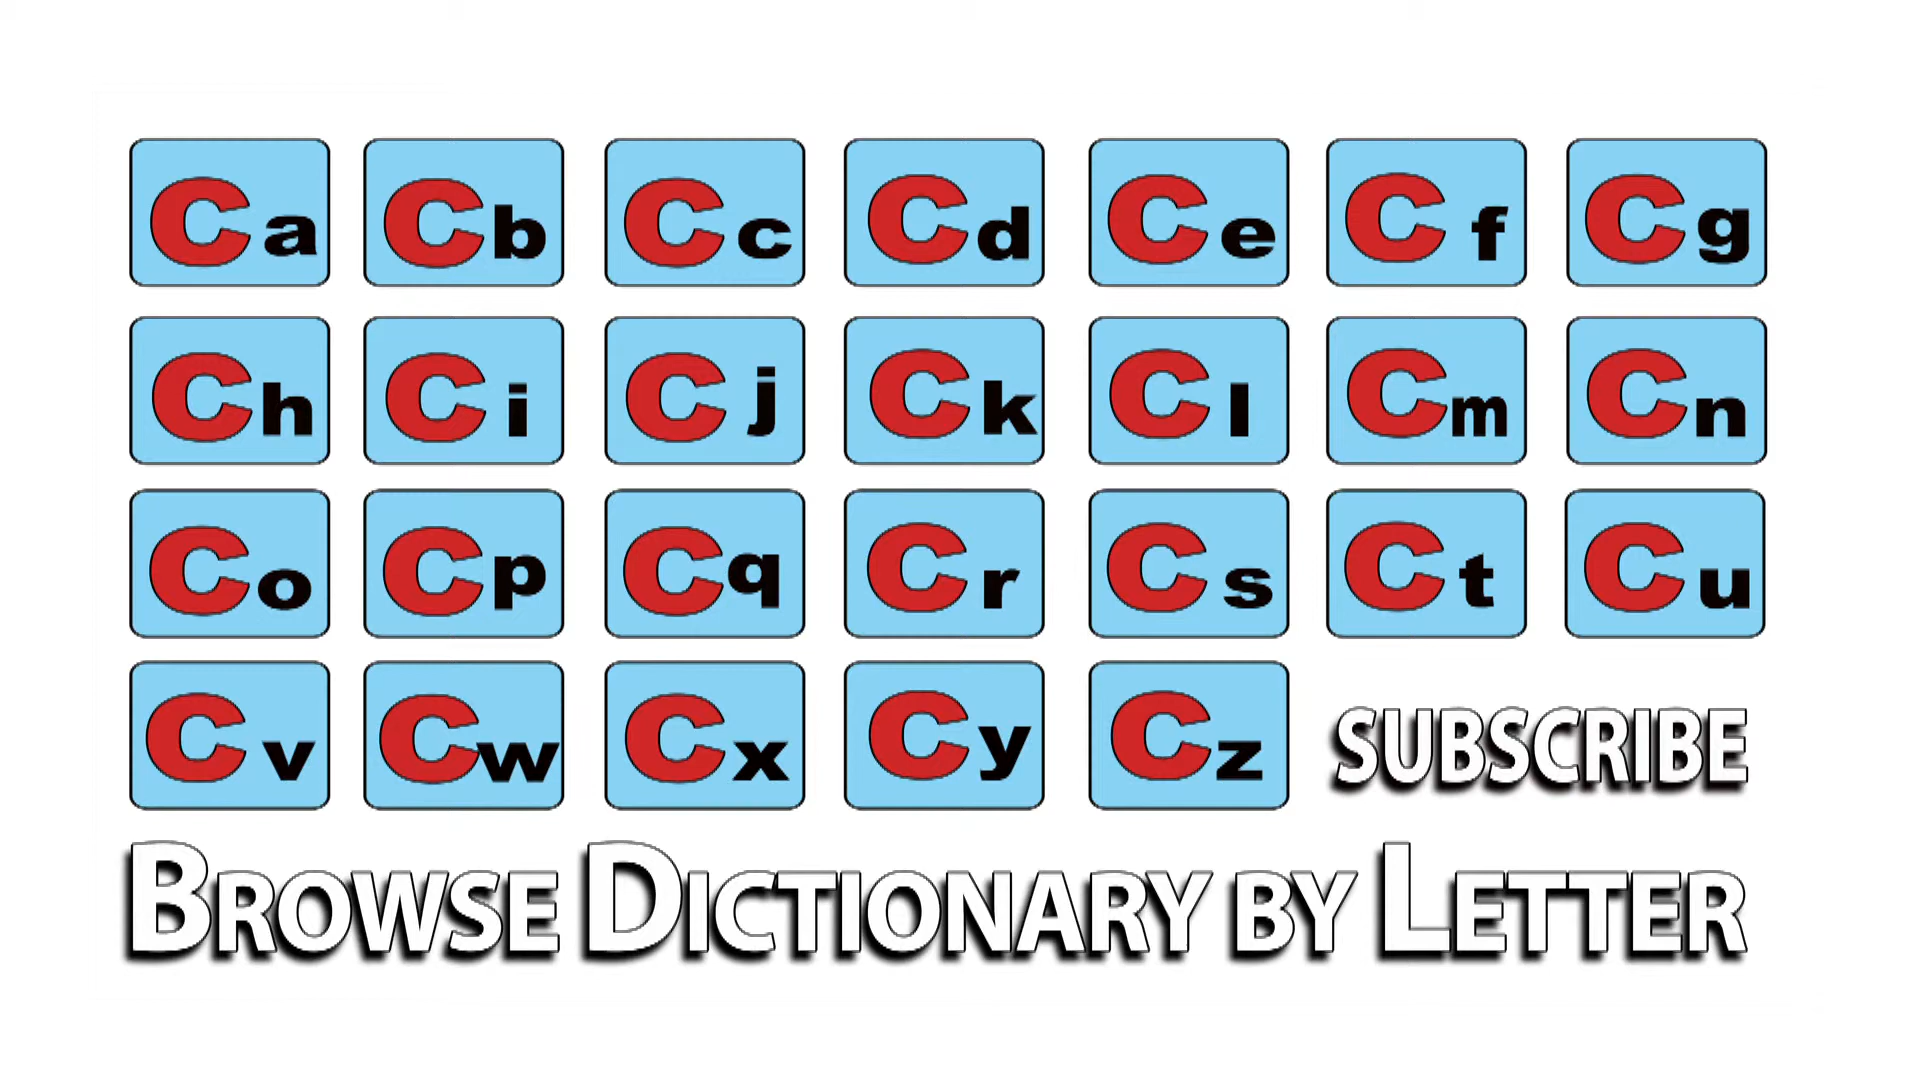 Ca Cb Cc Cd Ce Cf Cg
Ch Ci Cj Ck Cl Cm Cn
Co Cp Cq Cr Cs Ct Cu
Cv Cw Cx Cy Cz SUBSCRIBE
BROWSE DICTIONARY BY LETTER